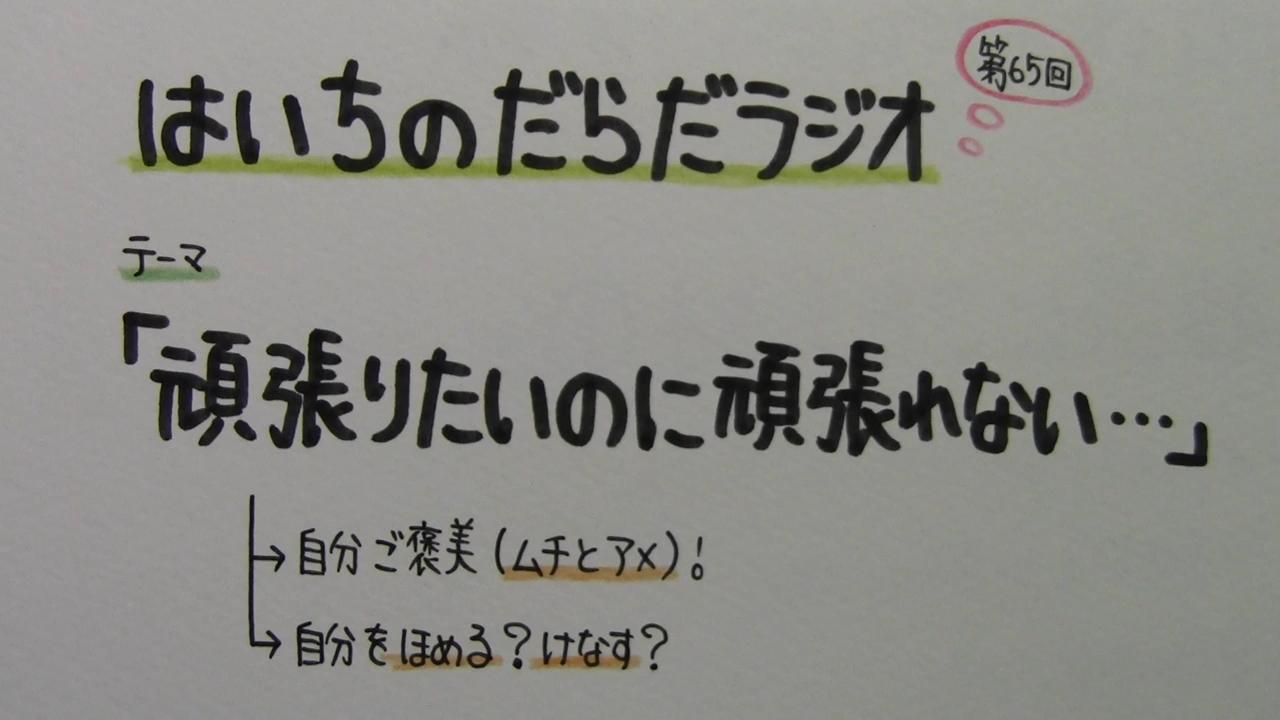 第65回
はいちのだらだラジオ
テーマ
「頑張りたいのに頑張れない…」
→自分ご褒美(ムチとアメ)!
→自分をほめる?けなす?